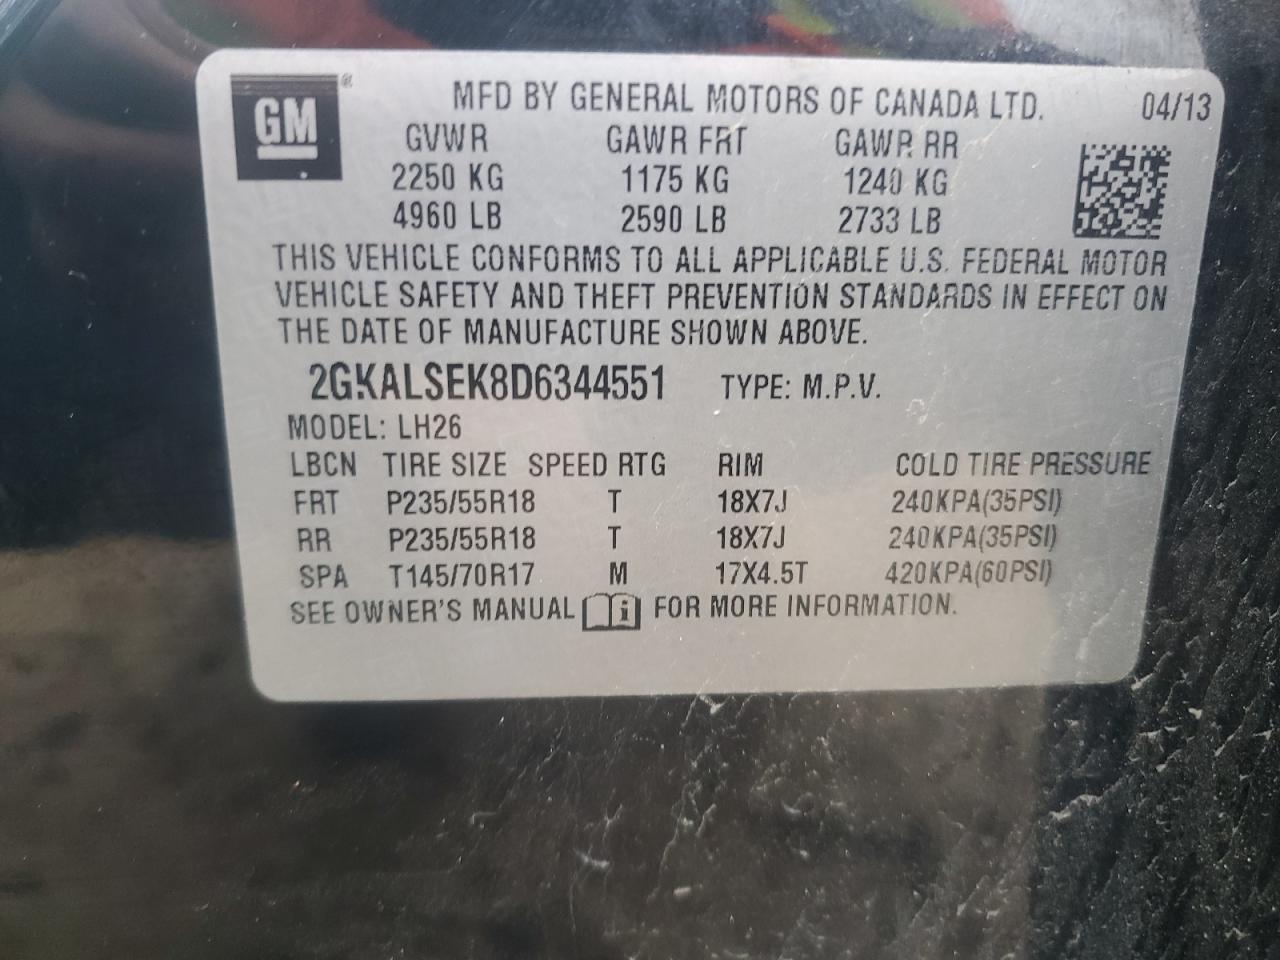 GM ®
MFD BY GENERAL MOTORS OF CANADA LTD. 04/13
GVWR GAWR FRT GAWR RR
2250 KG 1175 KG 1240 KG
4960 LB 2590 LB 2733 LB
THIS VEHICLE CONFORMS TO ALL APPLICABLE U.S. FEDERAL MOTOR
VEHICLE SAFETY AND THEFT PREVENTION STANDARDS IN EFFECT ON
THE DATE OF MANUFACTURE SHOWN ABOVE.
2GKALSEK8D6344551 TYPE: M.P.V.
MODEL: LH26
LBCN TIRE SIZE SPEED RTG RIM COLD TIRE PRESSURE
FRT P235/55R18 T 18X7J 240KPA(35PSI)
RR P235/55R18 T 18X7J 240KPA(35PSI)
SPA T145/70R17 M 17X4.5T 420KPA(60PSI)
SEE OWNER'S MANUAL i FOR MORE INFORMATION.